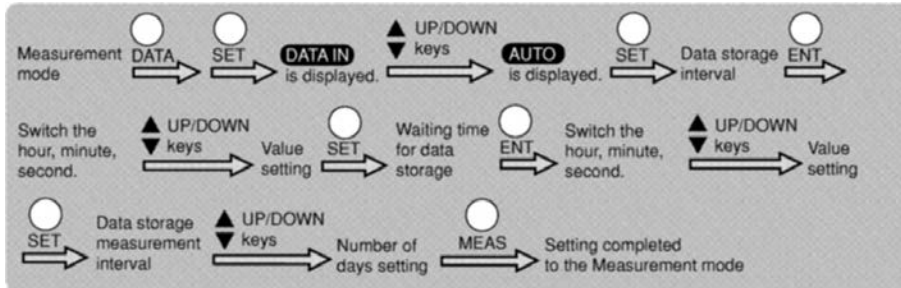 Measurement mode DATA SET DATA IN is displayed. UP/DOWN keys AUTO is displayed. SET Data storage interval ENT
Switch the hour, minute, second. UP/DOWN keys Value setting SET Waiting time for data storage ENT Switch the hour, minute, second. UP/DOWN keys Value setting
SET Data storage measurement interval UP/DOWN keys Number of days setting MEAS Setting completed to the Measurement mode